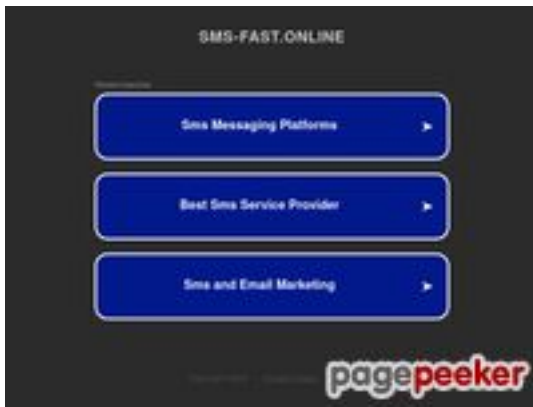 SMS-FAST.ONLINE
Sms Messaging Platforms
Best Sms Service Provider
Sms and Email Marketing
pagepeeker